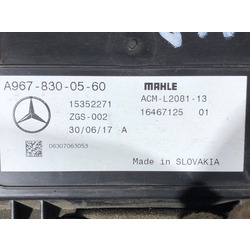 A967-830-05-60
MAHLE
15352271
ACM-L2081-13
ZGS-002
16467125 01
30/06/17 A
D6307063053
Made in SLOVAKIA